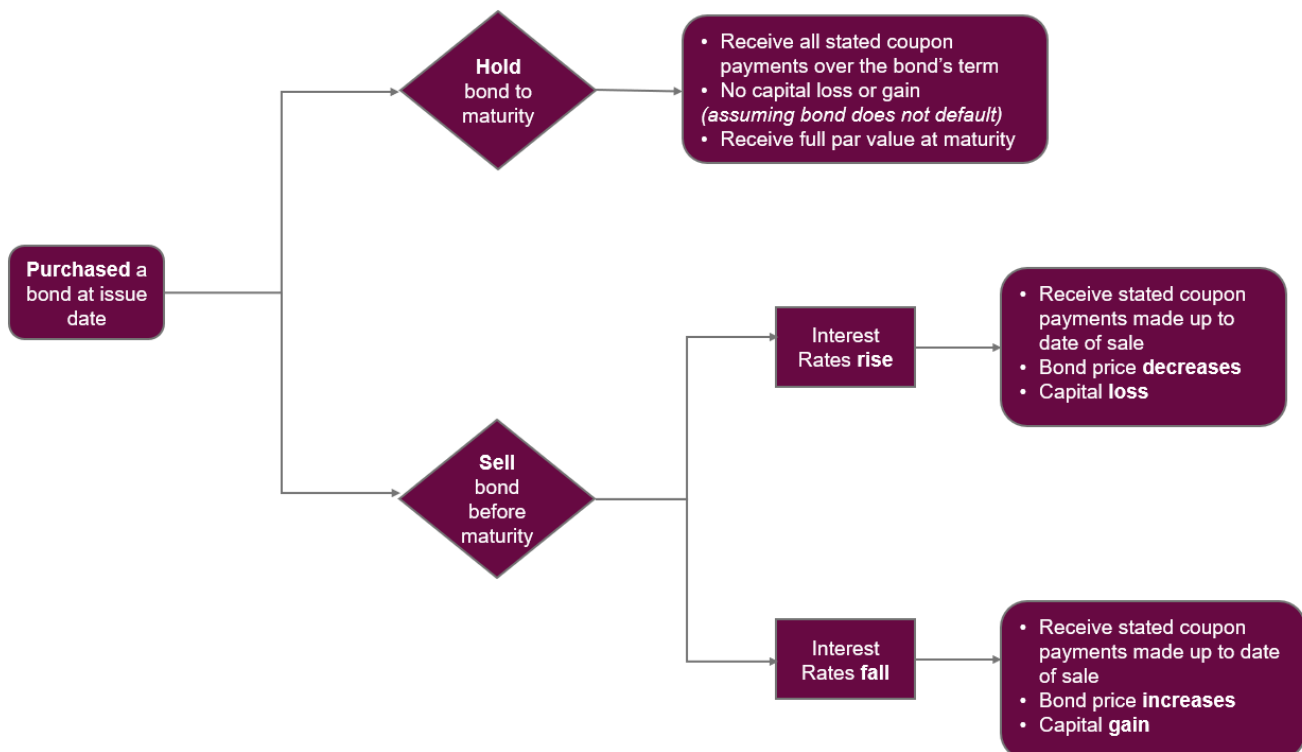 Purchased a
bond at issue
date
Hold
bond to
maturity
• Receive all stated coupon
payments over the bond's term
• No capital loss or gain
(assuming bond does not default)
• Receive full par value at maturity
Sell
bond
before
maturity
Interest
Rates rise
• Receive stated coupon
payments made up to
date of sale
• Bond price decreases
• Capital loss
Interest
Rates fall
• Receive stated coupon
payments made up to date
of sale
• Bond price increases
• Capital gain